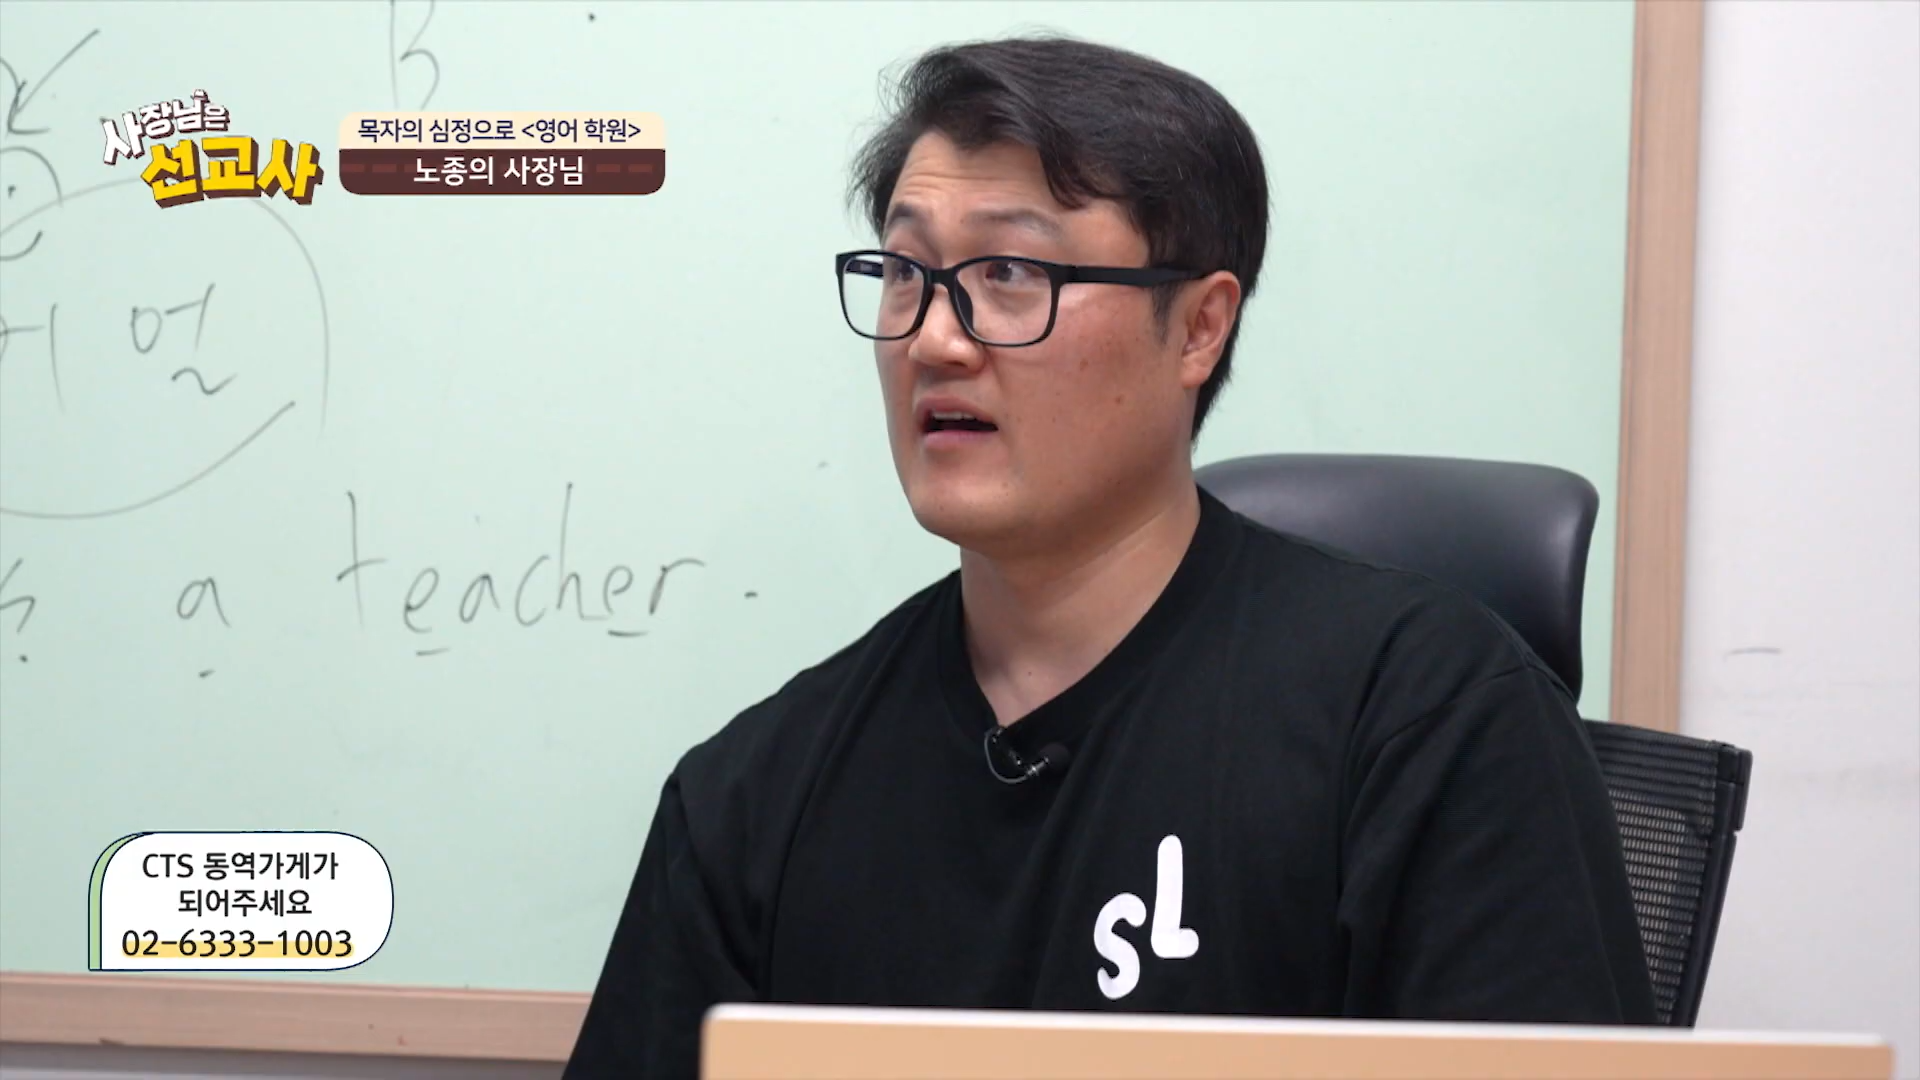 사장님은
선교사
목자의 심정으로 <영어 학원>
노종의 사장님
B
a teacher.
SL
CTS 동역가게가
되어주세요
02-6333-1003